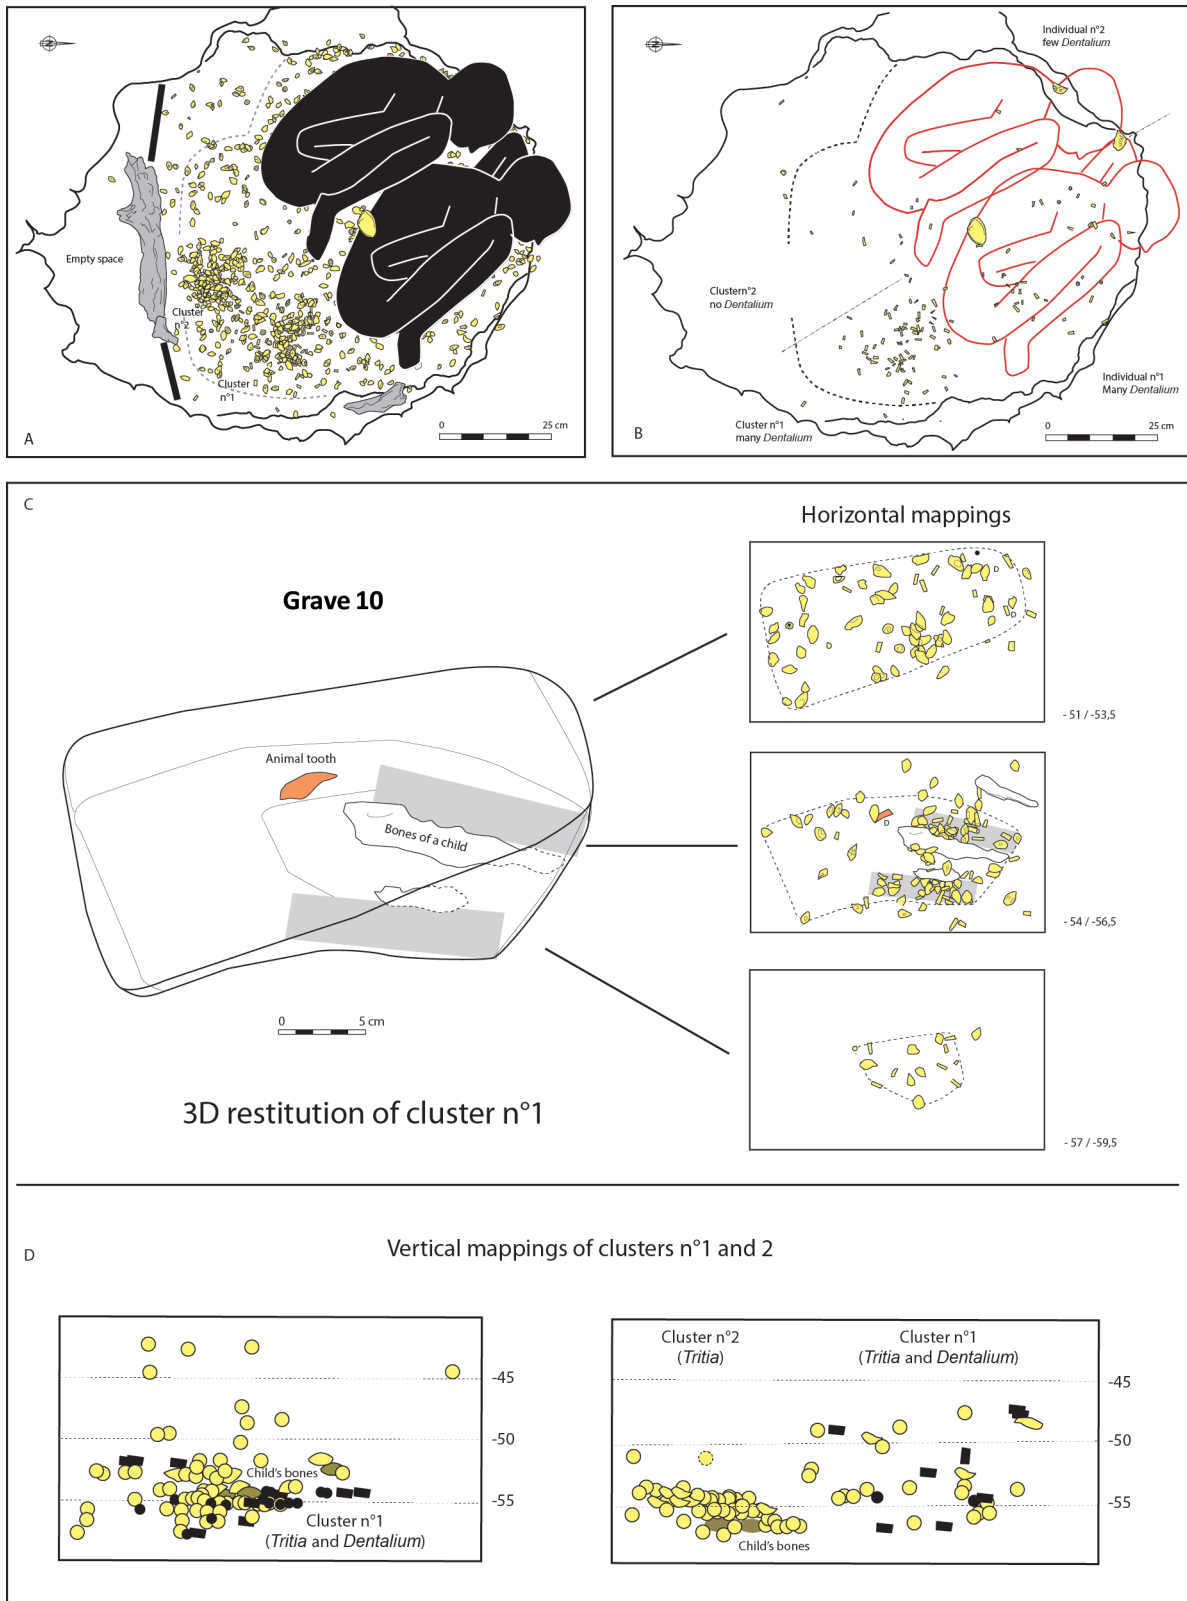 N
Empty space
Cluster
n°2
Cluster
n°1
A
0 25 cm
N
Individual n°2
few Dentalium
Clustern°2
no Dentalium
Individual n°1
Many Dentalium
Cluster n°1
many Dentalium
B
0 25 cm
C
Horizontal mappings
Grave 10
D
D
- 51 / -53,5
Animal tooth
Bones of a child
D
- 54 / -56,5
0 5 cm
3D restitution of cluster n°1
- 57 / -59,5
D
Vertical mappings of clusters n°1 and 2
-45
-50
Child's bones
-55
Cluster n°1
(Tritia and Dentalium)
Cluster n°2
(Tritia)
Cluster n°1
(Tritia and Dentalium)
-45
-50
-55
Child's bones